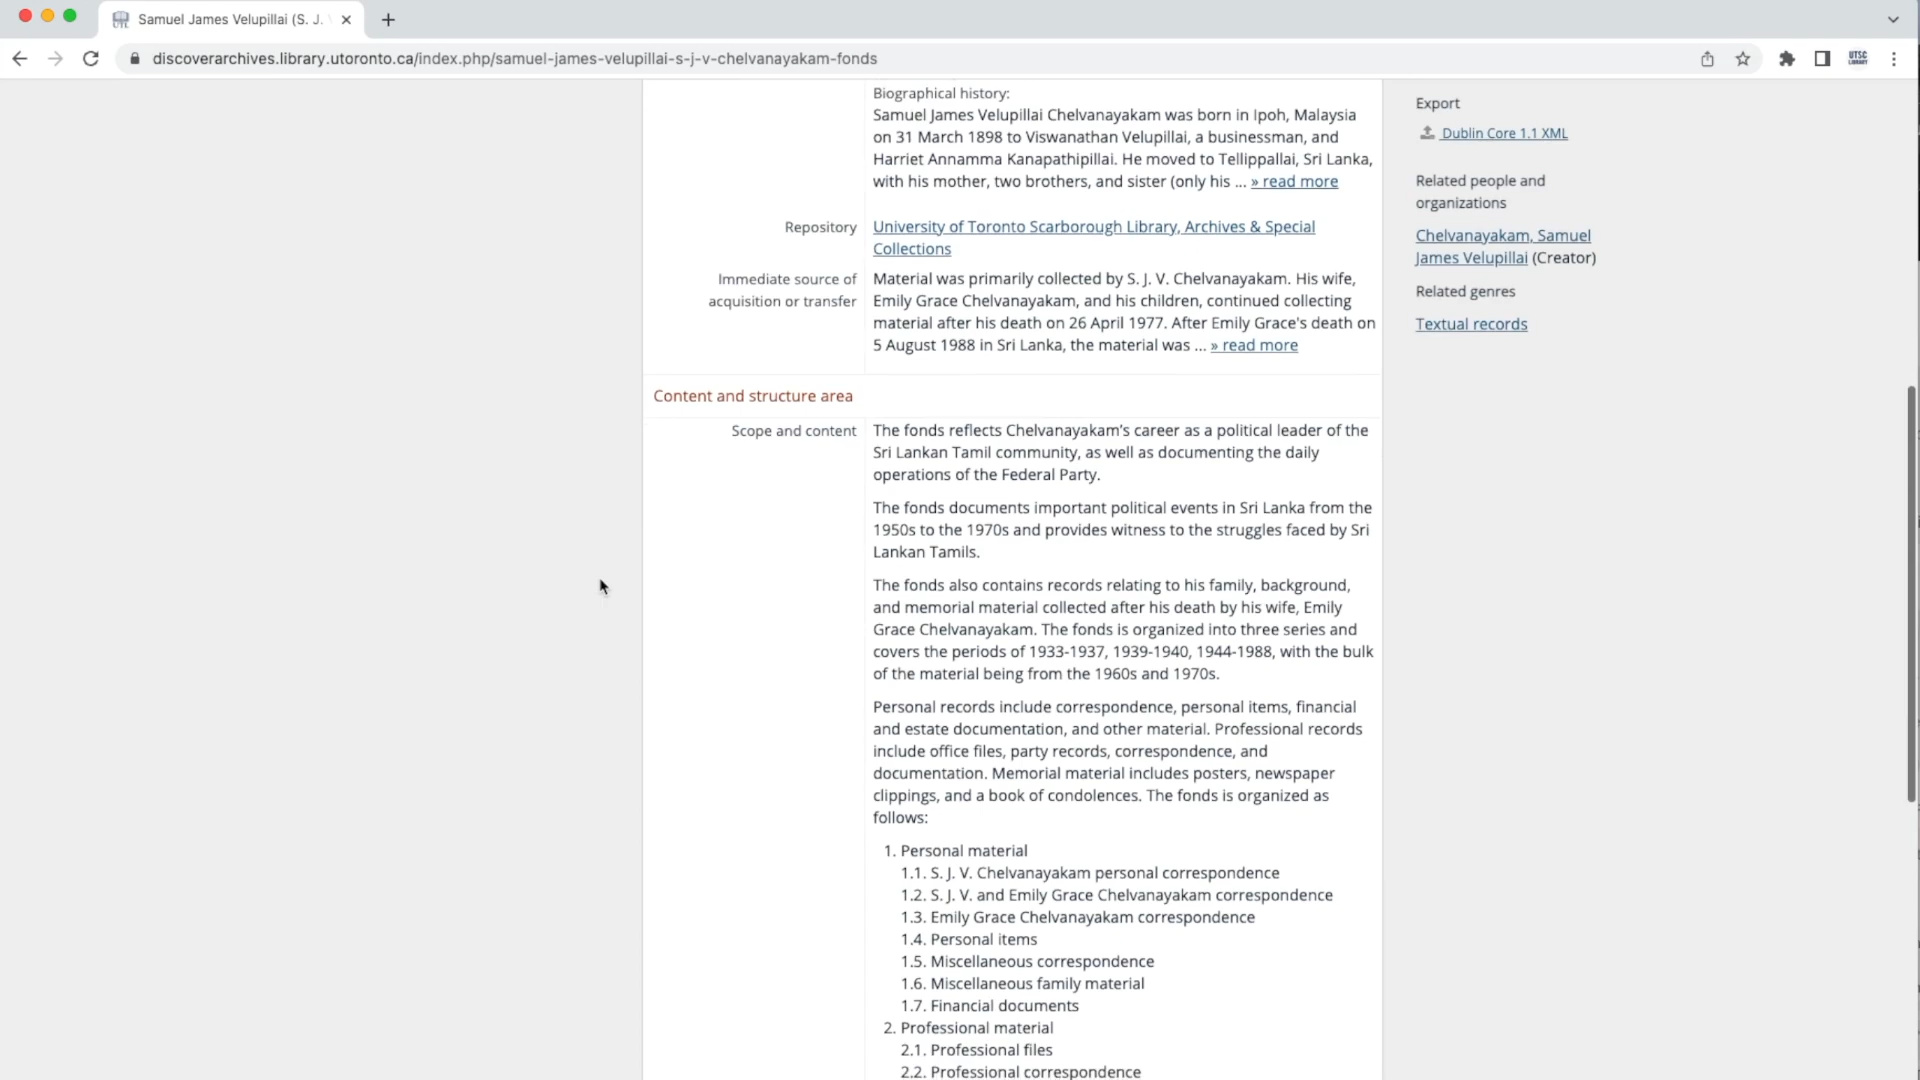 Samuel James Velupillai (S. J.
discoverarchives.library.utoronto.ca/index.php/samuel-james-velupillai-s-j-v-chelvanayakam-fonds
UTSC
LIBRARY
Biographical history:
Samuel James Velupillai Chelvanayakam was born in Ipoh, Malaysia
on 31 March 1898 to Viswanathan Velupillai, a businessman, and
Harriet Annamma Kanapathipillai. He moved to Tellippallai, Sri Lanka,
with his mother, two brothers, and sister (only his ... » read more
Repository
University of Toronto Scarborough Library, Archives & Special
Collections
Immediate source of
acquisition or transfer
Material was primarily collected by S. J. V. Chelvanayakam. His wife,
Emily Grace Chelvanayakam, and his children, continued collecting
material after his death on 26 April 1977. After Emily Grace's death on
5 August 1988 in Sri Lanka, the material was ... » read more
Content and structure area
Scope and content
The fonds reflects Chelvanayakam's career as a political leader of the
Sri Lankan Tamil community, as well as documenting the daily
operations of the Federal Party.
The fonds documents important political events in Sri Lanka from the
1950s to the 1970s and provides witness to the struggles faced by Sri
Lankan Tamils.
The fonds also contains records relating to his family, background,
and memorial material collected after his death by his wife, Emily
Grace Chelvanayakam. The fonds is organized into three series and
covers the periods of 1933-1937, 1939-1940, 1944-1988, with the bulk
of the material being from the 1960s and 1970s.
Personal records include correspondence, personal items, financial
and estate documentation, and other material. Professional records
include office files, party records, correspondence, and
documentation. Memorial material includes posters, newspaper
clippings, and a book of condolences. The fonds is organized as
follows:
1. Personal material
1.1. S. J. V. Chelvanayakam personal correspondence
1.2. S. J. V. and Emily Grace Chelvanayakam correspondence
1.3. Emily Grace Chelvanayakam correspondence
1.4. Personal items
1.5. Miscellaneous correspondence
1.6. Miscellaneous family material
1.7. Financial documents
2. Professional material
2.1. Professional files
2.2. Professional correspondence
Export
Dublin Core 1.1 XML
Related people and
organizations
Chelvanayakam, Samuel
James Velupillai (Creator)
Related genres
Textual records